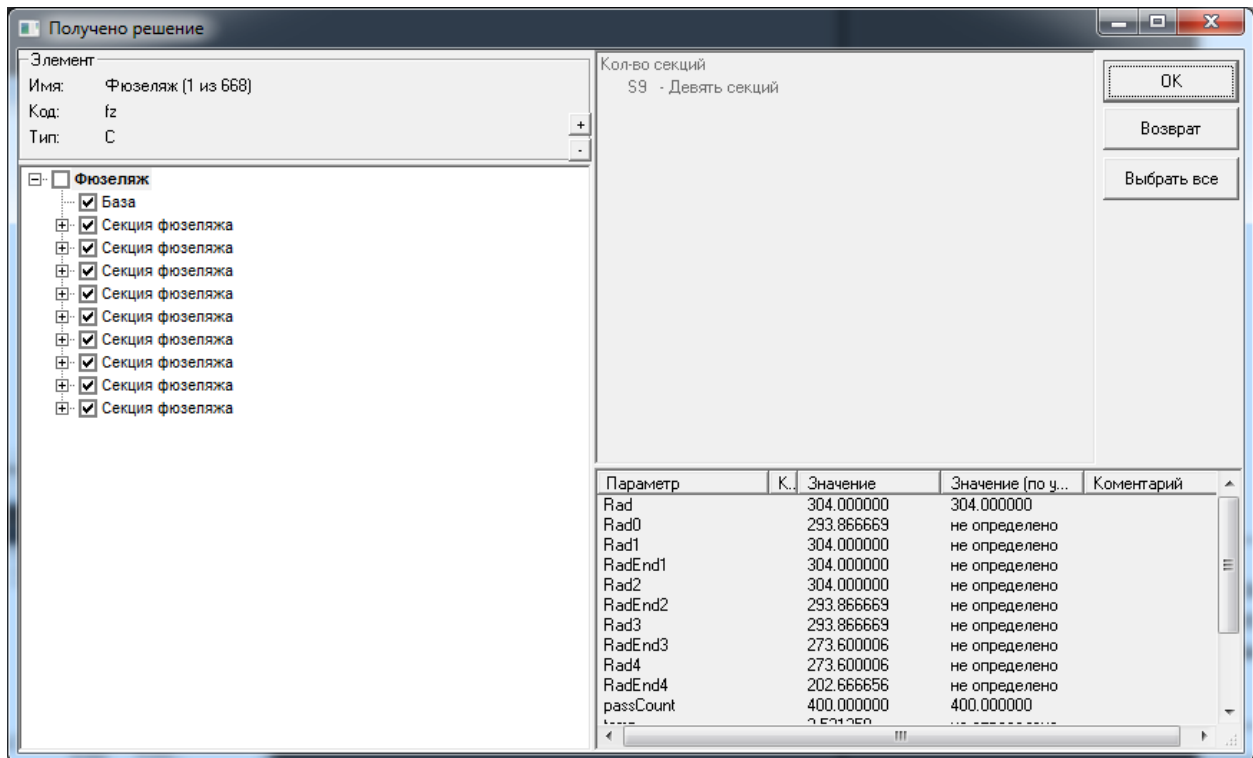 Получено решение
Элемент
Имя: Фюзеляж (1 из 668)
Код: fz
Тип: C
+
-
Фюзеляж
База
Секция фюзеляжа
Секция фюзеляжа
Секция фюзеляжа
Секция фюзеляжа
Секция фюзеляжа
Секция фюзеляжа
Секция фюзеляжа
Секция фюзеляжа
Секция фюзеляжа
Кол-во секций
S9 - Девять секций
OK
Возврат
Выбрать все
Параметр К.. Значение Значение (по у... Коментарий
Rad 304.000000 304.000000
Rad0 293.866669 не определено
Rad1 304.000000 не определено
RadEnd1 304.000000 не определено
Rad2 304.000000 не определено
RadEnd2 293.866669 не определено
Rad3 293.866669 не определено
RadEnd3 273.600006 не определено
Rad4 273.600006 не определено
RadEnd4 202.666656 не определено
passCount 400.000000 400.000000